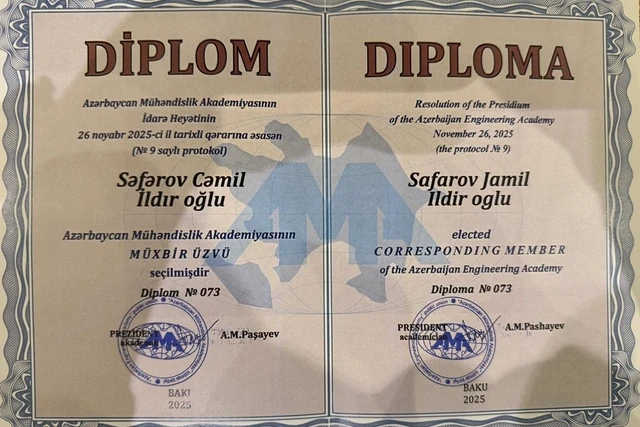 DİPLOM
Azərbaycan Mühəndislik Akademiyasının
İdarə Heyətinin
26 noyabr 2025-ci il tarixli qərarına əsasən
(№ 9 saylı protokol)
Səfərov Cəmil
İldır oğlu
Azərbaycan Mühəndislik Akademiyasının
MÜXBİR ÜZVÜ
seçilmişdir
Diplom № 073
PREZİDENT
A.M.Paşayev
AMA
BAKI
2025
DIPLOMA
Resolution of the Presidium
of the Azerbaijan Engineering Academy
November 26, 2025
(the protocol № 9)
Safarov Jamil
Ildir oglu
elected
CORRESPONDING MEMBER
of the Azerbaijan Engineering Academy
Diploma № 073
PRESIDENT
A.M.Pashayev
academician
AMA
BAKU
2025